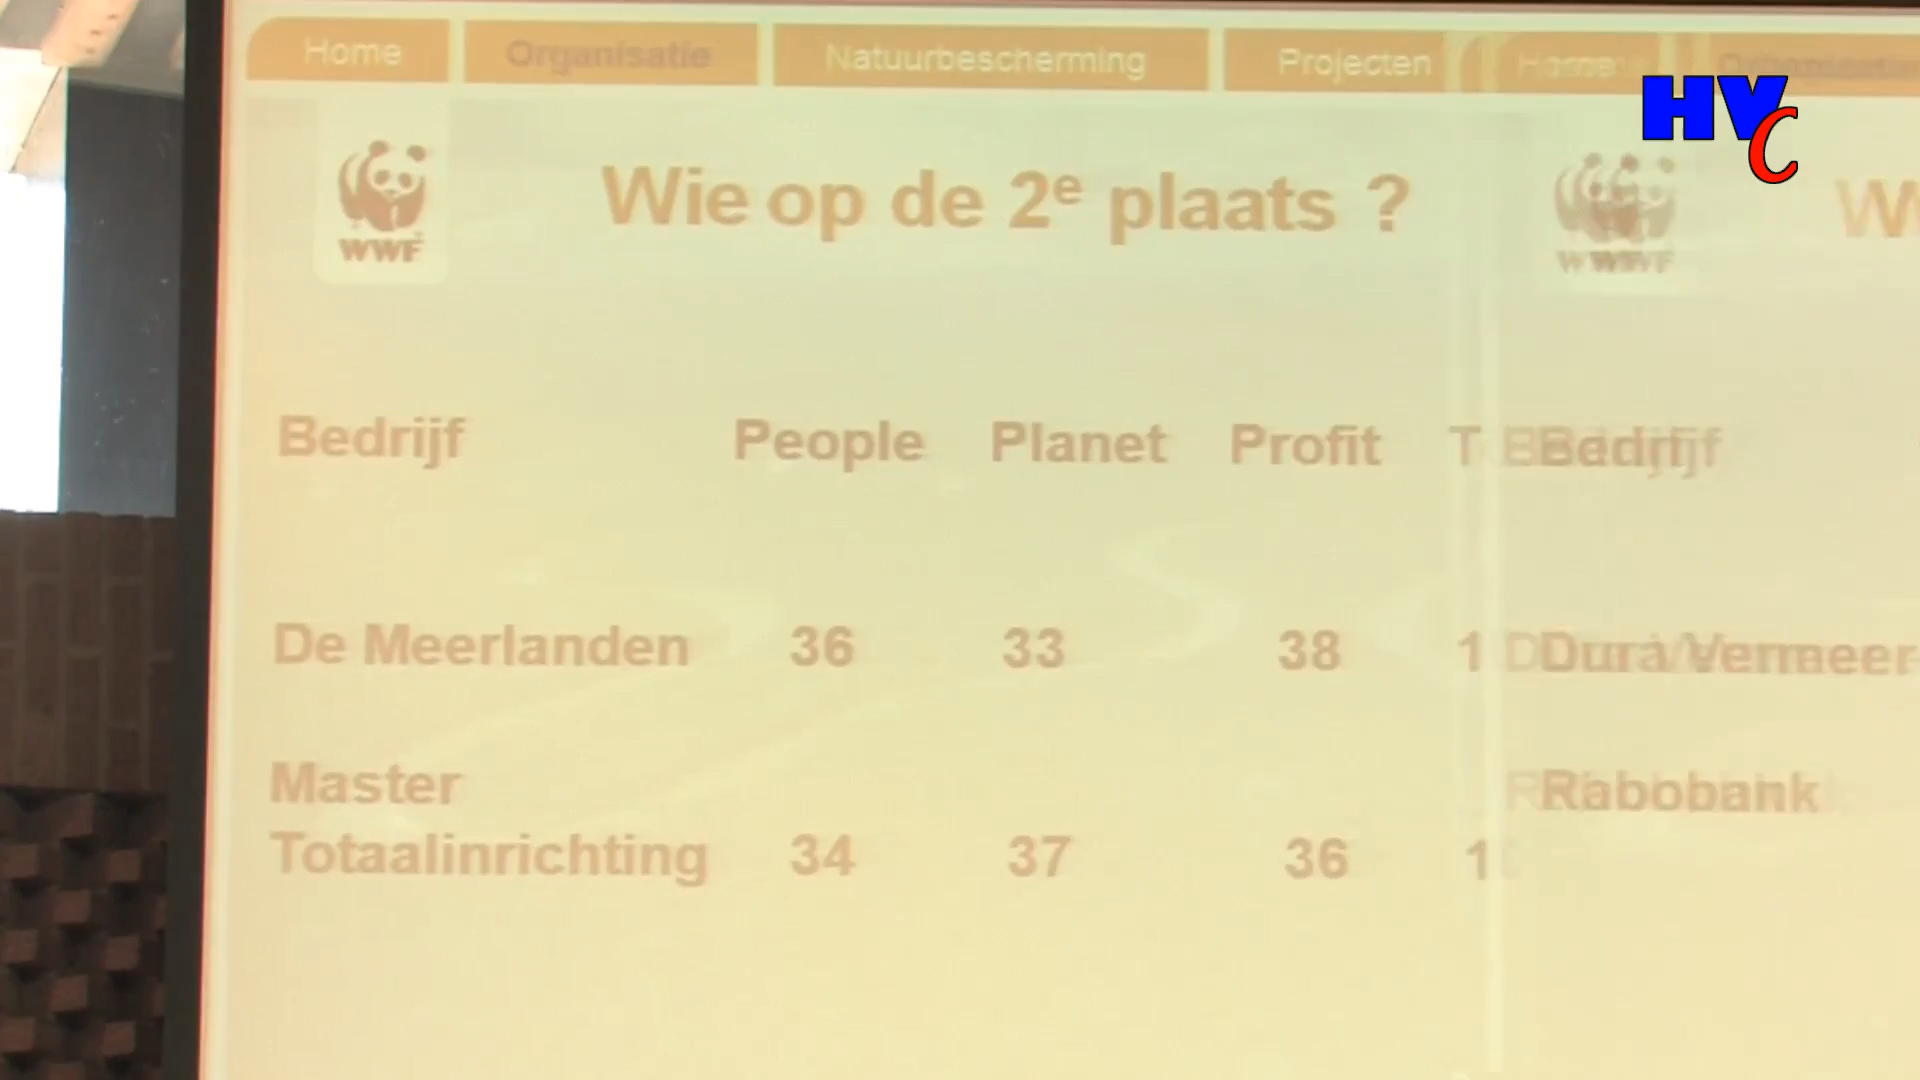 Home Organisatie Natuurbescherming Projecten Home
HVC
WWF
Wie op de 2e plaats ?
Bedrijf People Planet Profit T Bedrijf
De Meerlanden 36 33 38 1 Dura Vermeer
Master
Totaalinrichting 34 37 36 1
Rabobank